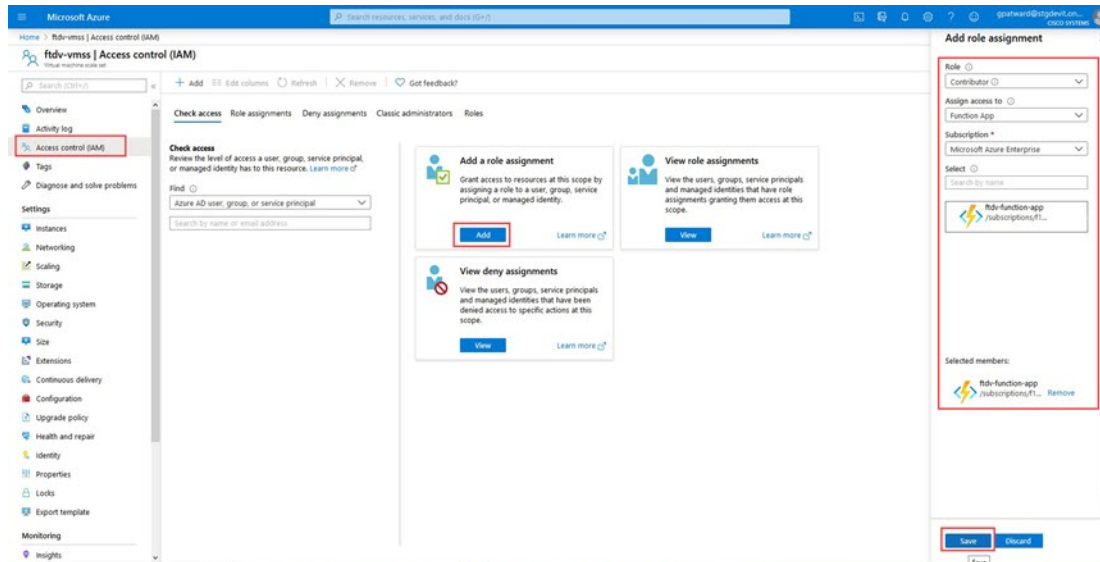 Microsoft Azure
Search resources, services, and docs (G+/)
gpatward@stgdevit.on...
CISCO SYSTEMS
Home > ftdv-vmss | Access control (IAM)
ftdv-vmss | Access control (IAM)
Virtual machine scale set
Search (Ctrl+/)
Overview
Activity log
Access control (IAM)
Tags
Diagnose and solve problems
Settings
Instances
Networking
Scaling
Storage
Operating system
Security
Size
Extensions
Continuous delivery
Configuration
Upgrade policy
Health and repair
Identity
Properties
Locks
Export template
Monitoring
Insights
Add Edit columns Refresh Remove Got feedback?
Check access Role assignments Deny assignments Classic administrators Roles
Check access
Review the level of access a user, group, service principal,
or managed identity has to this resource. Learn more
Find
Azure AD user, group, or service principal
Search by name or email address
Add a role assignment
Grant access to resources at this scope by
assigning a role to a user, group, service
principal, or managed identity.
Add Learn more
View role assignments
View the users, groups, service principals
and managed identities that have role
assignments granting them access at this
scope.
View Learn more
View deny assignments
View the users, groups, service principals
and managed identities that have been
denied access to specific actions at this
scope.
View Learn more
Add role assignment
Role
Contributor
Assign access to
Function App
Subscription *
Microsoft Azure Enterprise
Select
Search by name
ftdv-function-app
/subscriptions/f1...
Selected members:
ftdv-function-app
/subscriptions/f1... Remove
Save Discard